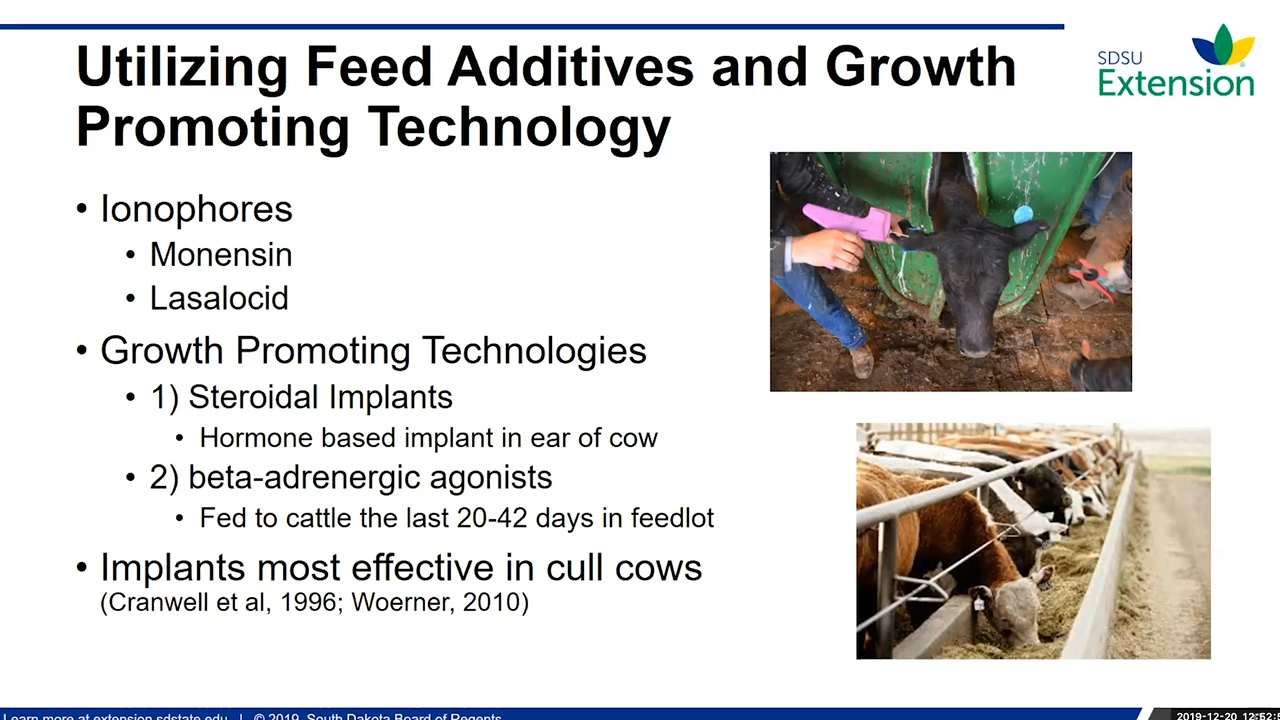 Utilizing Feed Additives and Growth
Promoting Technology
SDSU
Extension
• Ionophores
• Monensin
• Lasalocid
• Growth Promoting Technologies
• 1) Steroidal Implants
• Hormone based implant in ear of cow
• 2) beta-adrenergic agonists
• Fed to cattle the last 20-42 days in feedlot
• Implants most effective in cull cows
(Cranwell et al, 1996; Woerner, 2010)
Learn more at extension.sdstate.edu | © 2019, South Dakota Board of Regents
2019-12-20 12:52: